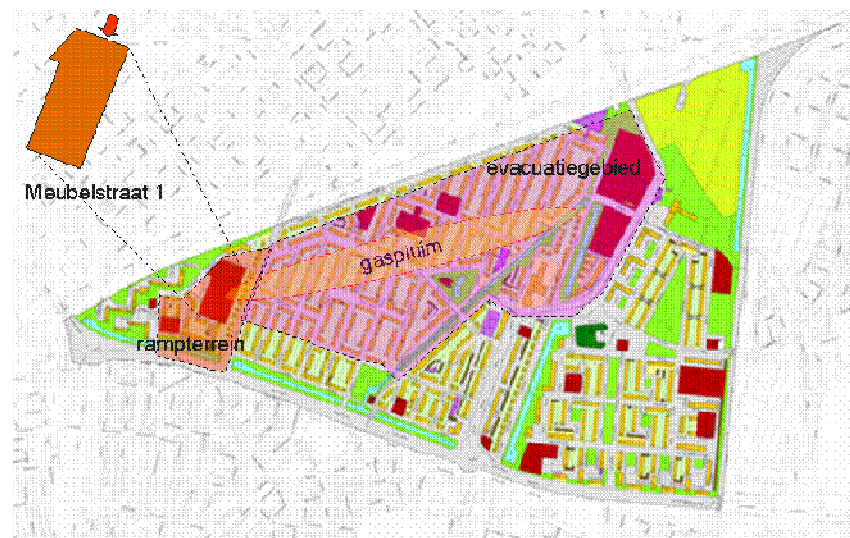 evacuatiegebied
Meubelstraat 1
gaspluim
rampterrein